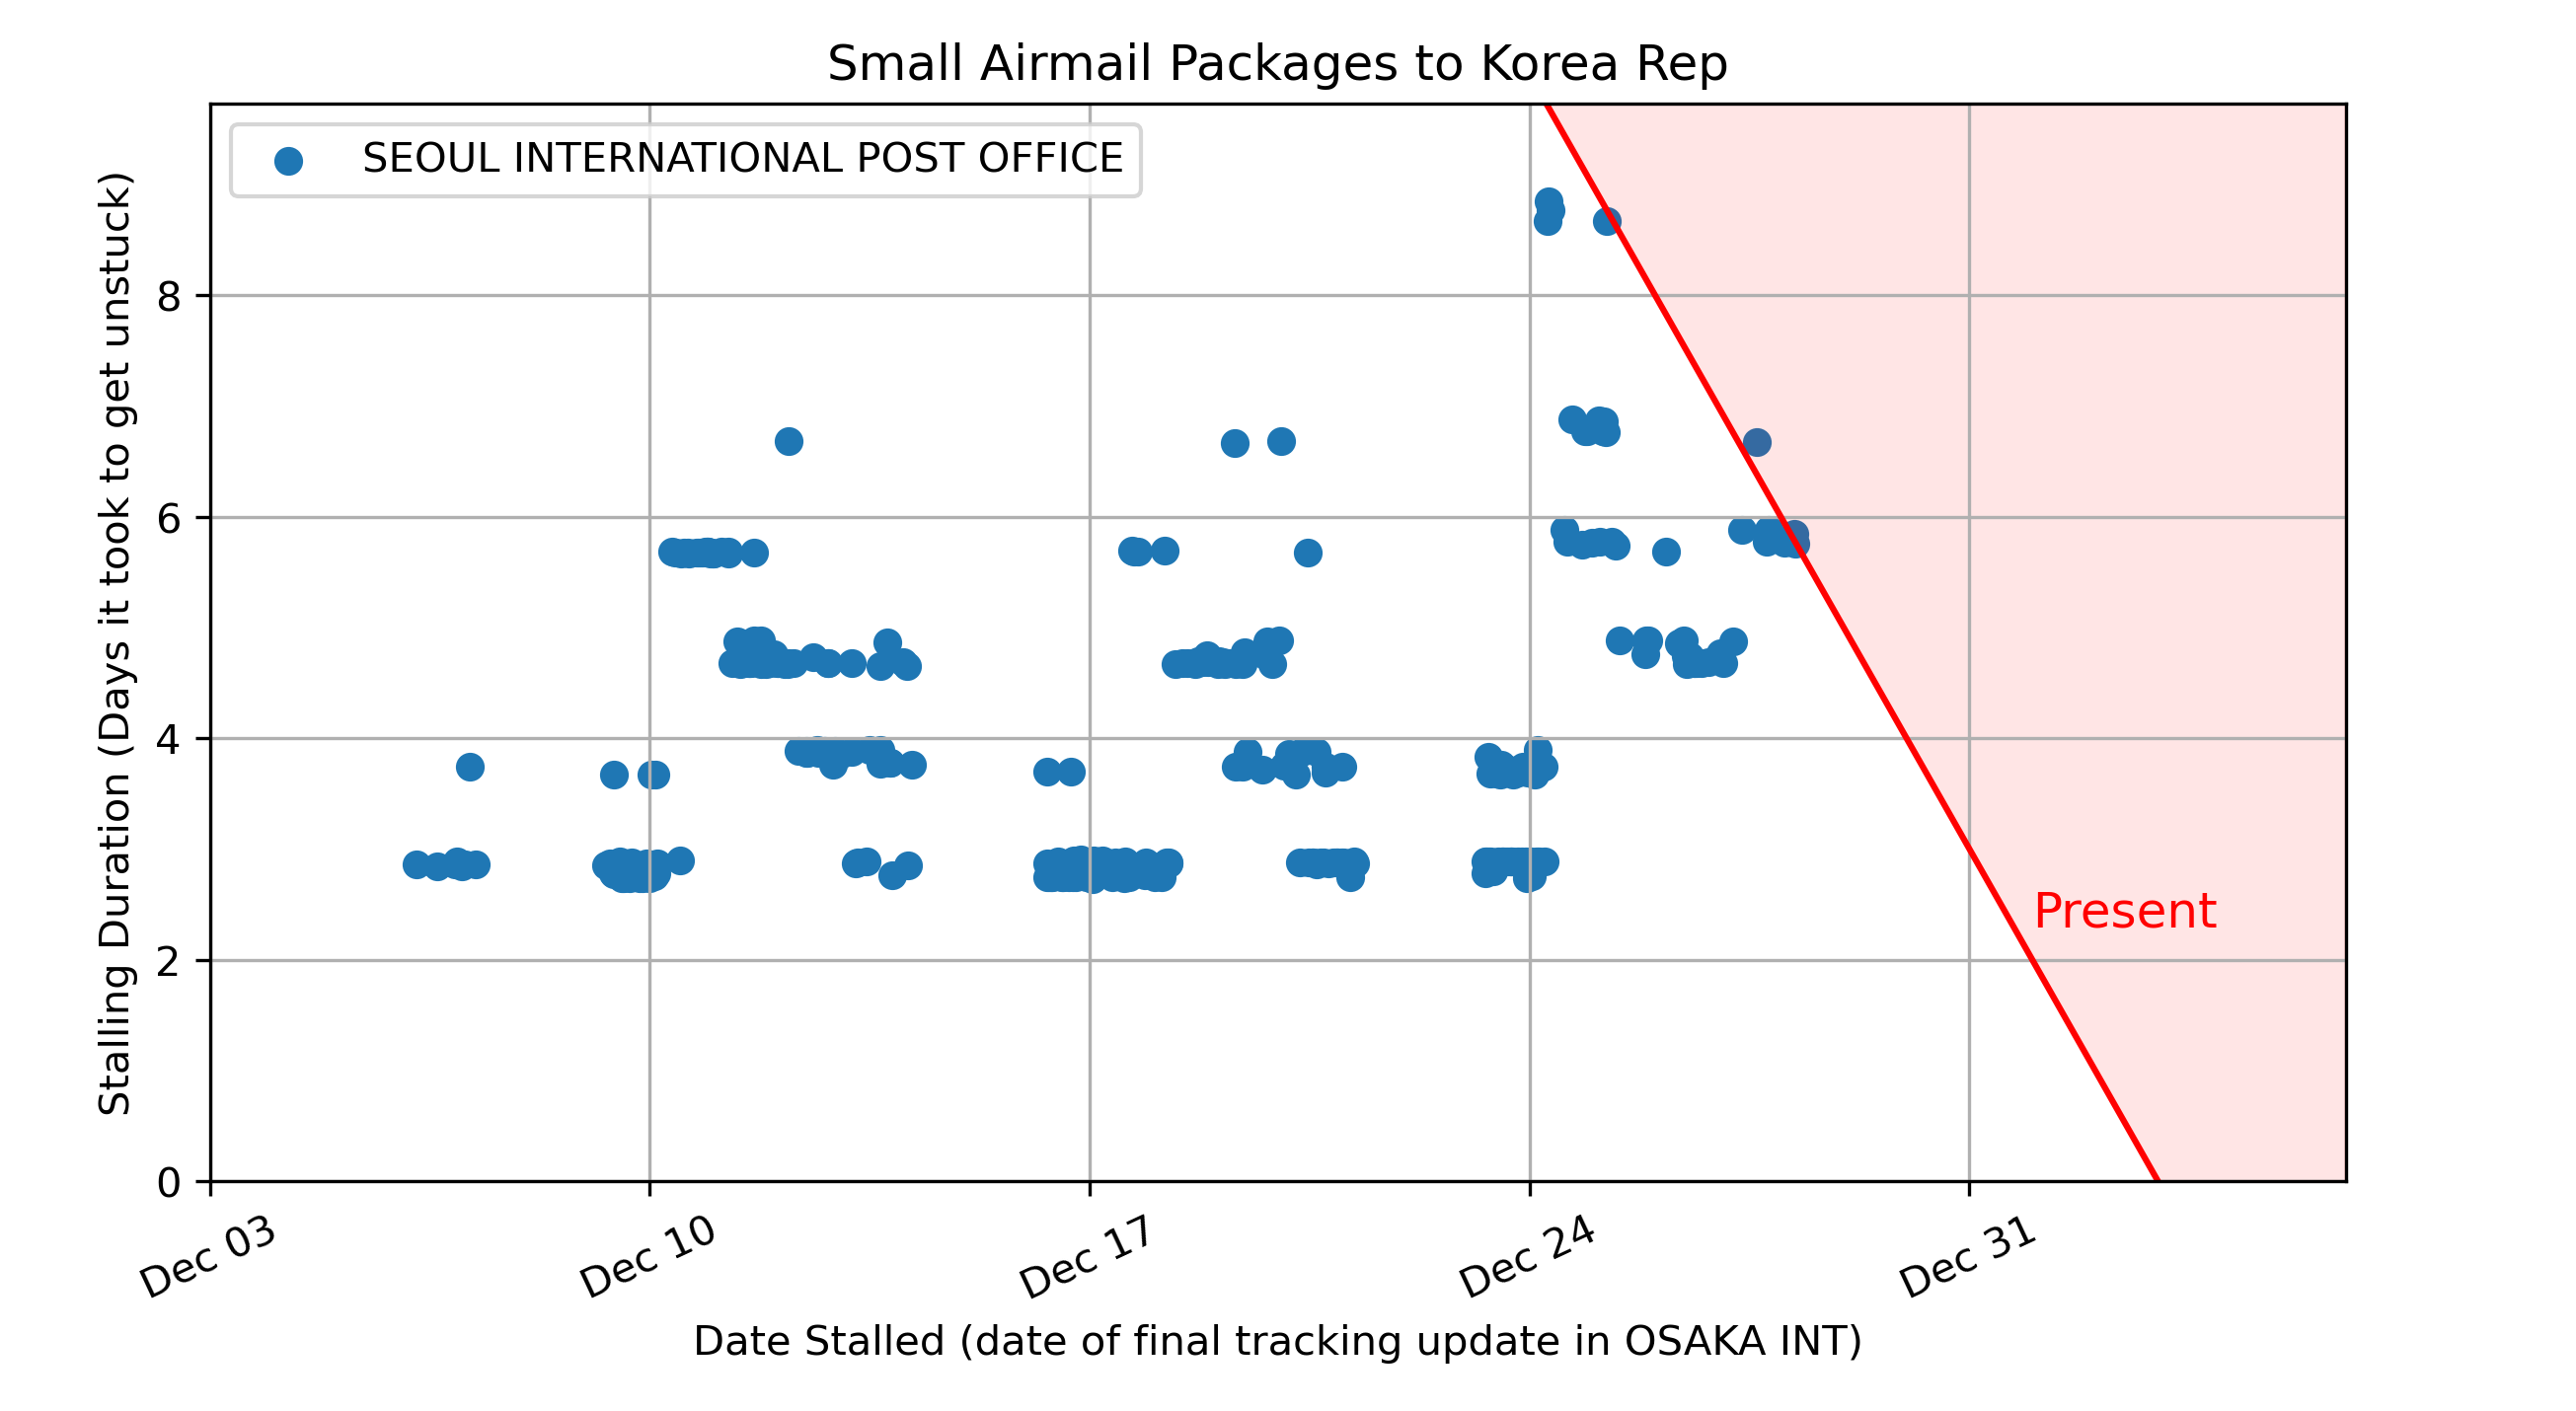 Small Airmail Packages to Korea Rep
SEOUL INTERNATIONAL POST OFFICE
Stalling Duration (Days it took to get unstuck)
8
6
4
2
0
Present
Dec 03
Dec 10
Dec 17
Dec 24
Dec 31
Date Stalled (date of final tracking update in OSAKA INT)